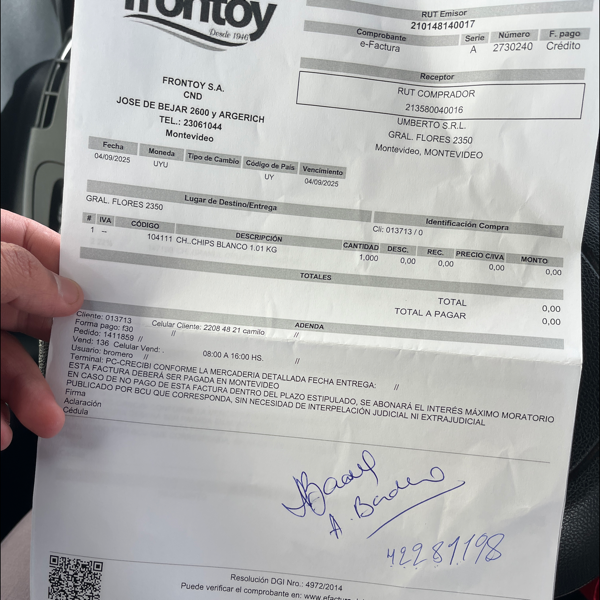 frontoy
Desde 1946
FRONTOY S.A.
CND
JOSE DE BEJAR 2600 y ARGERICH
TEL.: 23061044
Montevideo
RUT Emisor
210148140017
Comprobante Serie Número F. pago
e-Factura A 2730240 Crédito
Receptor
RUT COMPRADOR
213580040016
UMBERTO S.R.L.
GRAL. FLORES 2350
Montevideo, MONTEVIDEO
Fecha Moneda Tipo de Cambio Código de País Vencimiento
04/09/2025 UYU UY 04/09/2025
Lugar de Destino/Entrega
GRAL. FLORES 2350
Identificación Compra
C/i: 013713 / 0
# IVA CÓDIGO DESCRIPCIÓN CANTIDAD DESC. REC. PRECIO C/IVA MONTO
1 -- 104111 CH..CHIPS BLANCO 1.01 KG 1,000 0,00 0,00 0,00 0,00
TOTALES
TOTAL 0,00
TOTAL A PAGAR 0,00
ADENDA
Cliente: 013713 Celular Cliente: 2208 48 21 camilo //
Forma pago: f30 //
Pedido: 1411859 //
Vend: 136 Celular Vend: . 08:00 A 16:00 HS. //
Usuario: bromero //
Terminal: PC-CRECIBI CONFORME LA MERCADERIA DETALLADA FECHA ENTREGA: //
ESTA FACTURA DEBERÁ SER PAGADA EN MONTEVIDEO
EN CASO DE NO PAGO DE ESTA FACTURA DENTRO DEL PLAZO ESTIPULADO, SE ABONARÁ EL INTERÉS MÁXIMO MORATORIO
PUBLICADO POR BCU QUE CORRESPONDA, SIN NECESIDAD DE INTERPELACIÓN JUDICIAL NI EXTRAJUDICIAL
Firma
Aclaración
Cédula
42281198
Resolución DGI Nro.: 4972/2014
Puede verificar el comprobante en: